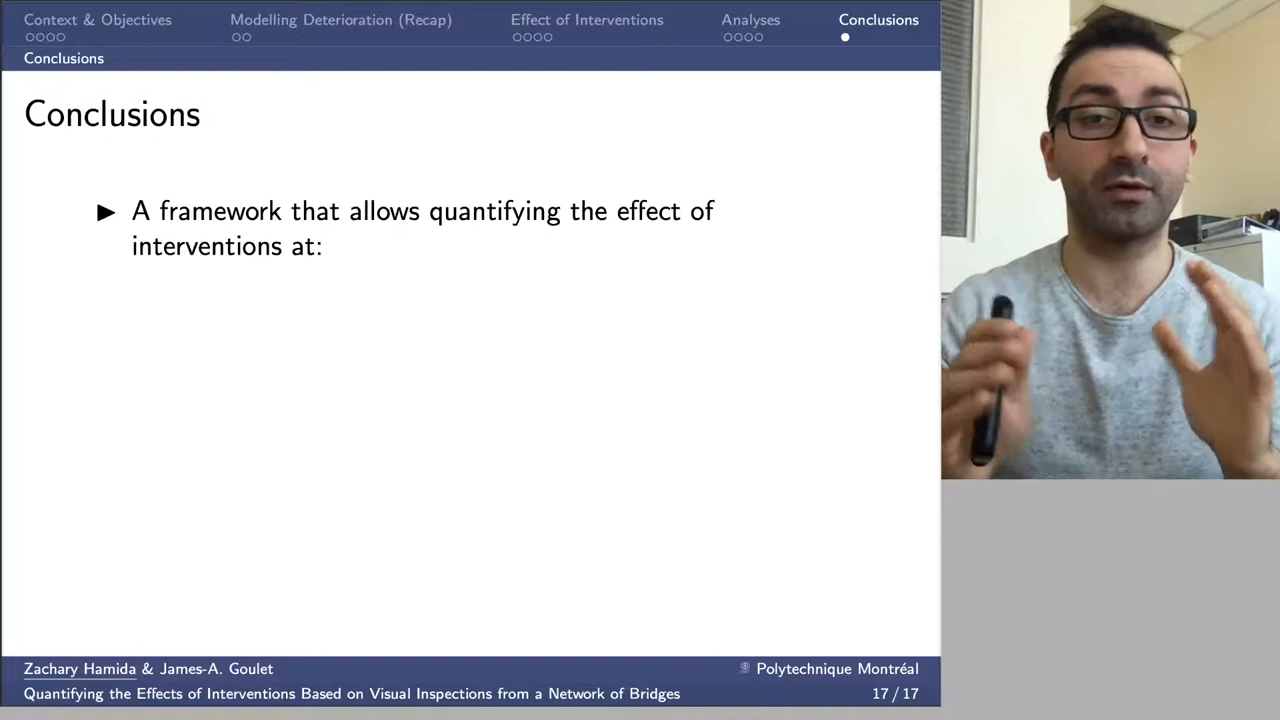 Context & Objectives
Modelling Deterioration (Recap)
Effect of Interventions
Analyses
Conclusions
Conclusions
Conclusions
▶ A framework that allows quantifying the effect of
interventions at:
Zachary Hamida & James-A. Goulet
Polytechnique Montréal
Quantifying the Effects of Interventions Based on Visual Inspections from a Network of Bridges
17 / 17